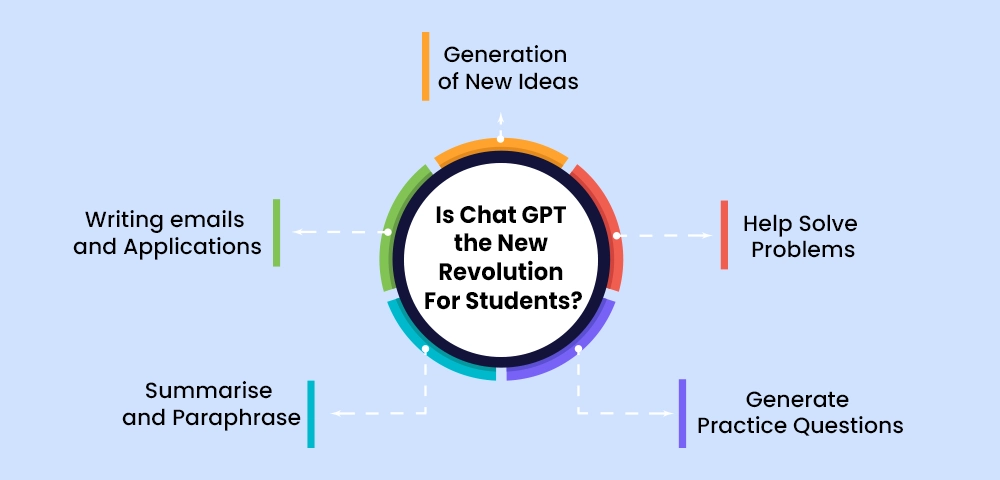 Generation
of New Ideas
Writing emails
and Applications
Is Chat GPT
the New
Revolution
For Students?
Help Solve
Problems
Summarise
and Paraphrase
Generate
Practice Questions